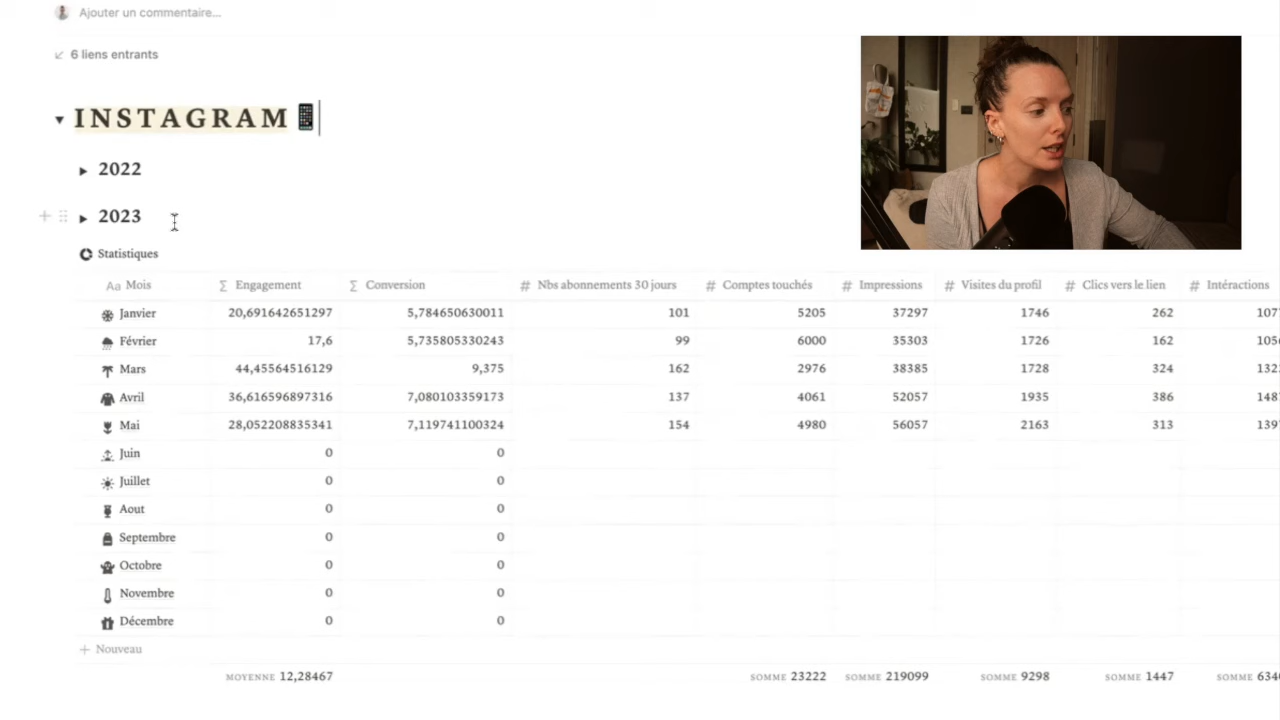 Ajouter un commentaire...
6 liens entrants
INSTAGRAM
2022
2023
Statistiques
Aa Mois Σ Engagement Σ Conversion # Nbs abonnements 30 jours # Comptes touchés # Impressions # Visites du profil # Clics vers le lien # Intéractions
Janvier 20,691642651297 5,784650630011 101 5205 37297 1746 262
Février 17,6 5,735805330243 99 6000 35303 1726 162
Mars 44,45564516129 9,375 162 2976 38385 1728 324
Avril 36,616596897316 7,080103359173 137 4061 52057 1935 386
Mai 28,052208835341 7,119741100324 154 4980 56057 2163 313
Juin 0 0
Juillet 0 0
Aout 0 0
Septembre 0 0
Octobre 0 0
Novembre 0 0
Décembre 0 0
+ Nouveau
MOYENNE 12,28467 SOMME 23222 SOMME 219099 SOMME 9298 SOMME 1447 SOMME